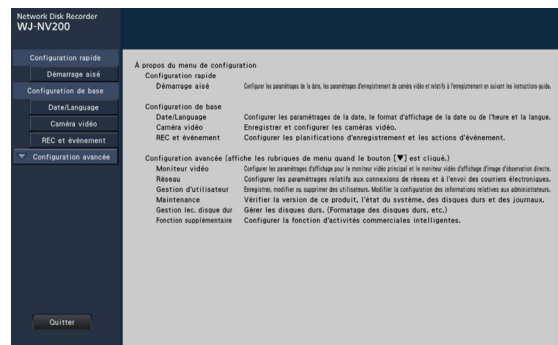 Network Disk Recorder
WJ-NV200
Configuration rapide
Démarrage aisé
Configuration de base
Date/Language
Caméra vidéo
REC et événement
Configuration avancée
Quitter
À propos du menu de configuration
Configuration rapide
Démarrage aisé Configurer les paramétrages de la date, les paramétrages d'enregistrement de caméra vidéo et relatifs à l'enregistrement en suivant les instructions-guide.
Configuration de base
Date/Language Configurer les paramétrages de la date, le format d'affichage de la date ou de l'heure et la langue.
Caméra vidéo Enregistrer et configurer les caméras vidéo.
REC et événement Configurer les planifications d'enregistrement et les actions d'événement.
Configuration avancée (affiche les rubriques de menu quand le bouton [▼] est cliqué.)
Moniteur vidéo Configurer les paramétrages d'affichage pour le moniteur vidéo principal et le moniteur vidéo d'affichage d'image d'observation directe.
Réseau Configurer les paramétrages relatifs aux connexions de réseau et à l'envoi des courriers électroniques.
Gestion d'utilisateur Enregistrer, modifier ou supprimer des utilisateurs. Modifier la configuration des informations relatives aux administrateurs.
Maintenance Vérifier la version de ce produit, l'état du système, des disques durs et des journaux.
Gestion lec. disque dur Gérer les disques durs. (Formatage des disques durs, etc.)
Fonction supplémentaire Configurer la fonction d'activités commerciales intelligentes.